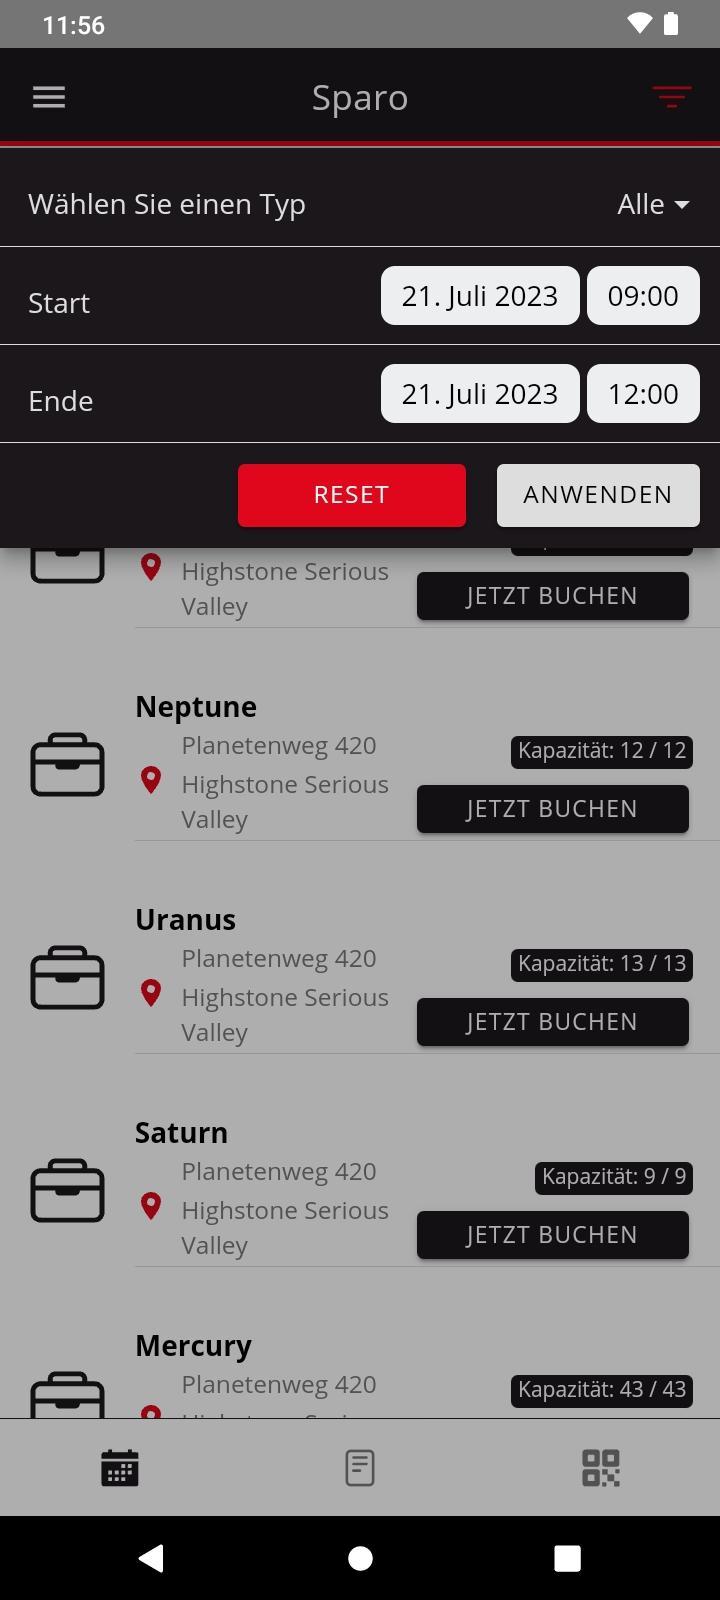 11:56
Sparo
Wählen Sie einen Typ Alle
Start 21. Juli 2023 09:00
Ende 21. Juli 2023 12:00
RESET ANWENDEN
Highstone Serious
Valley
JETZT BUCHEN
Neptune
Planetenweg 420
Highstone Serious
Valley
Kapazität: 12 / 12
JETZT BUCHEN
Uranus
Planetenweg 420
Highstone Serious
Valley
Kapazität: 13 / 13
JETZT BUCHEN
Saturn
Planetenweg 420
Highstone Serious
Valley
Kapazität: 9 / 9
JETZT BUCHEN
Mercury
Planetenweg 420
Kapazität: 43 / 43